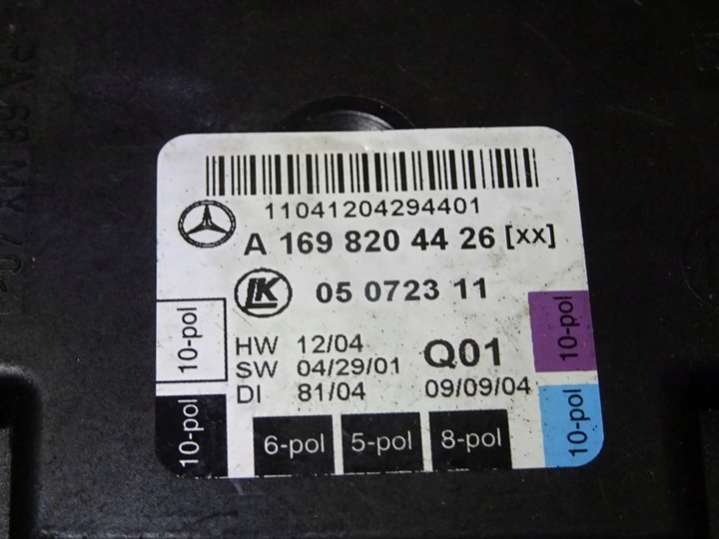 11041204294401
A 169 820 44 26 [xx]
LK
05 0723 11
HW 12/04
SW 04/29/01
DI 81/04
Q01
09/09/04
10-pol
10-pol
10-pol
10-pol
6-pol
5-pol
8-pol